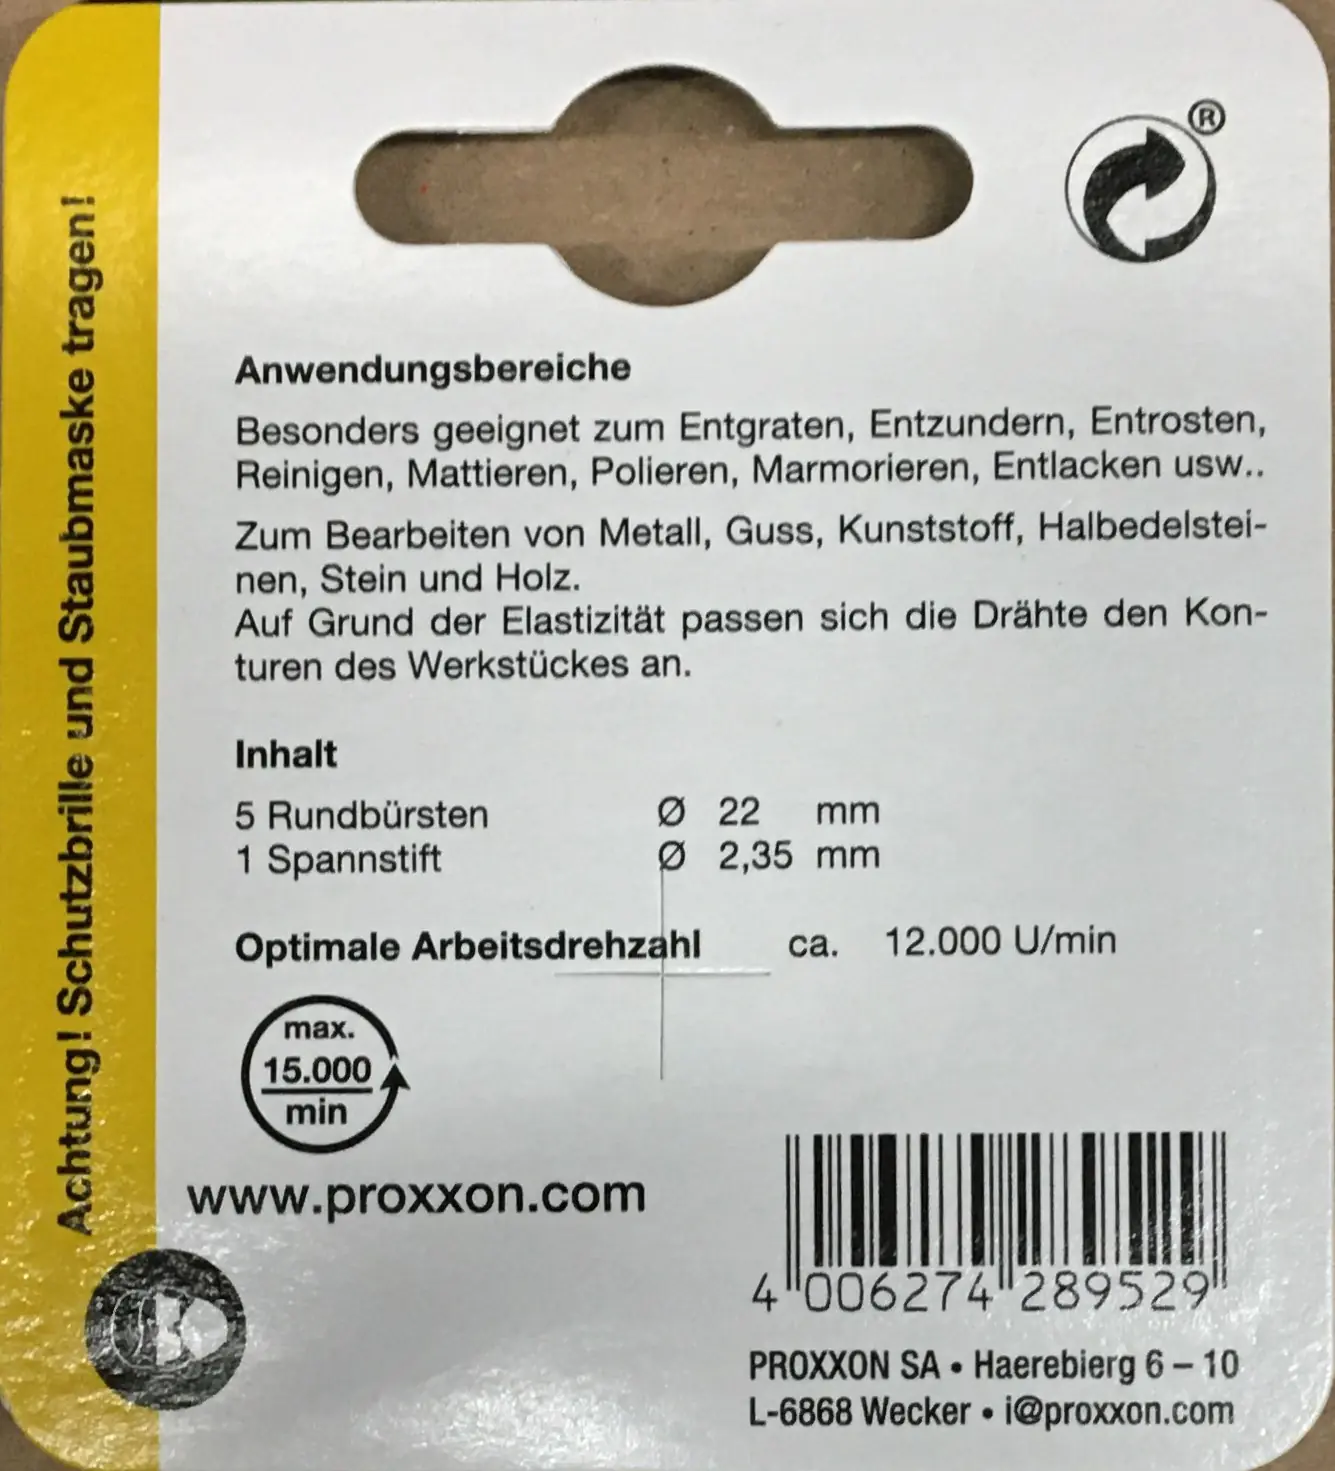 Achtung! Schutzbrille und Staubmaske tragen!
®
Anwendungsbereiche
Besonders geeignet zum Entgraten, Entzundern, Entrosten,
Reinigen, Mattieren, Polieren, Marmorieren, Entlacken usw..
Zum Bearbeiten von Metall, Guss, Kunststoff, Halbedelstei-
nen, Stein und Holz.
Auf Grund der Elastizität passen sich die Drähte den Kon-
turen des Werkstückes an.
Inhalt
5 Rundbürsten Ø 22 mm
1 Spannstift Ø 2,35 mm
Optimale Arbeitsdrehzahl ca. 12.000 U/min
max.
15.000
min
www.proxxon.com
4 006274 289529
PROXXON SA • Haerebierg 6 – 10
L-6868 Wecker • i@proxxon.com